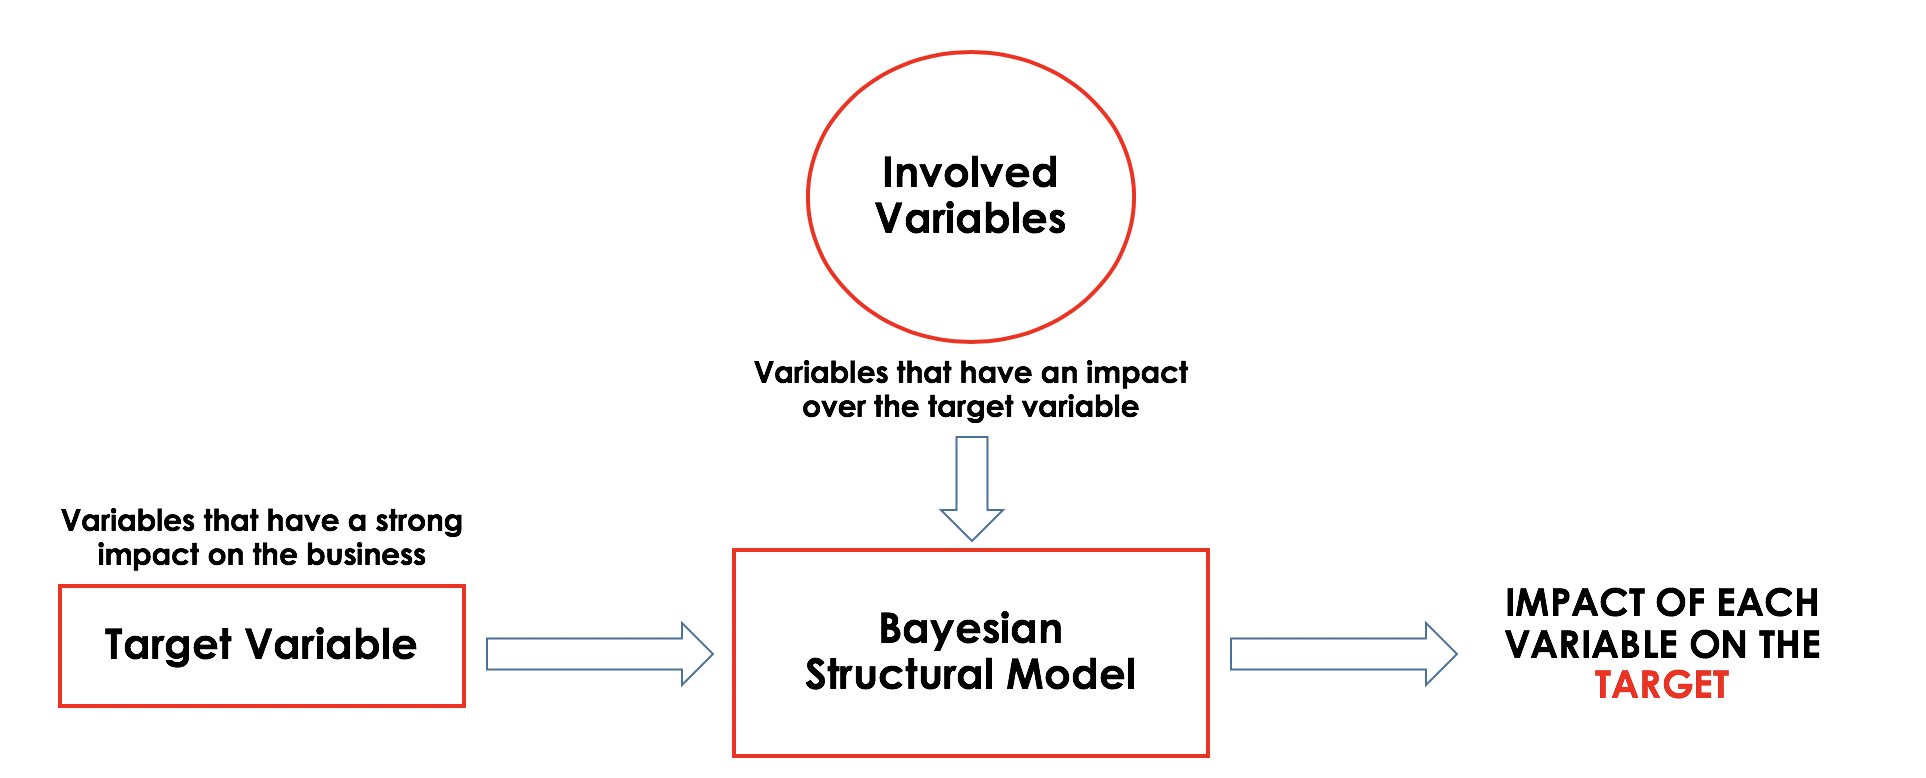 Involved
Variables
Variables that have an impact
over the target variable
Variables that have a strong
impact on the business
Target Variable
Bayesian
Structural Model
IMPACT OF EACH
VARIABLE ON THE
TARGET